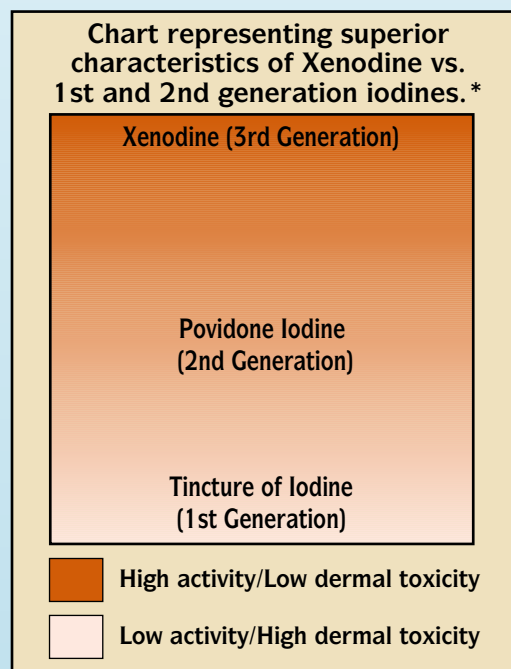 Chart representing superior
characteristics of Xenodine vs.
1st and 2nd generation iodines.*
Xenodine (3rd Generation)
Povidone Iodine
(2nd Generation)
Tincture of Iodine
(1st Generation)
High activity/Low dermal toxicity
Low activity/High dermal toxicity